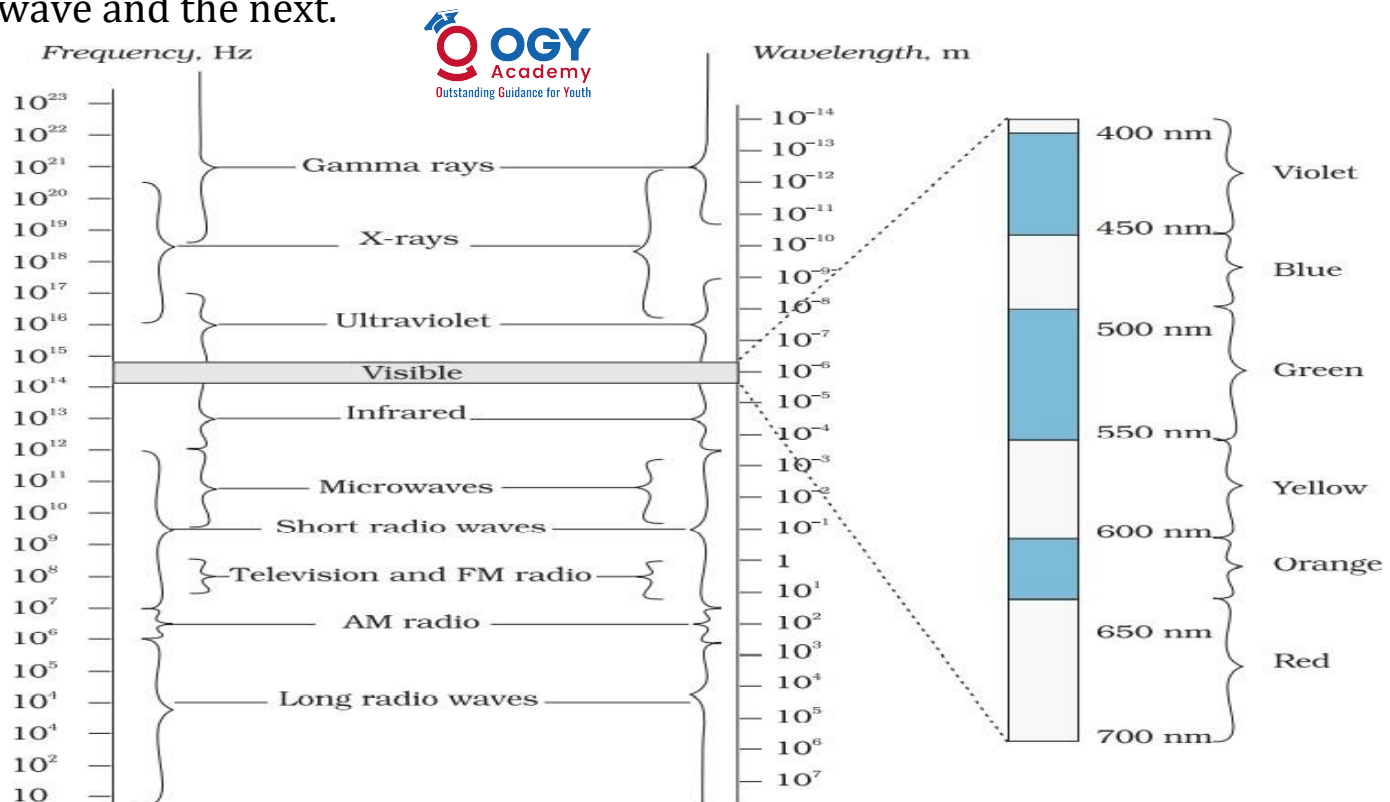 wave and the next.
OGY
Academy
Outstanding Guidance for Youth
Frequency, Hz
10²³
10²²
10²¹
10²⁰
10¹⁹
10¹⁸
10¹⁷
10¹⁶
10¹⁵
10¹⁴
10¹³
10¹²
10¹¹
10¹⁰
10⁹
10⁸
10⁷
10⁶
10⁵
10⁴
10⁴
10²
10
Gamma rays
X-rays
Ultraviolet
Visible
Infrared
Microwaves
Short radio waves
Television and FM radio
AM radio
Long radio waves
Wavelength, m
10⁻¹⁴
10⁻¹³
10⁻¹²
10⁻¹¹
10⁻¹⁰
10⁻⁹
10⁻⁸
10⁻⁷
10⁻⁶
10⁻⁵
10⁻⁴
10⁻³
10⁻²
10⁻¹
1
10¹
10²
10³
10⁴
10⁵
10⁶
10⁷
400 nm
450 nm
500 nm
550 nm
600 nm
650 nm
700 nm
Violet
Blue
Green
Yellow
Orange
Red